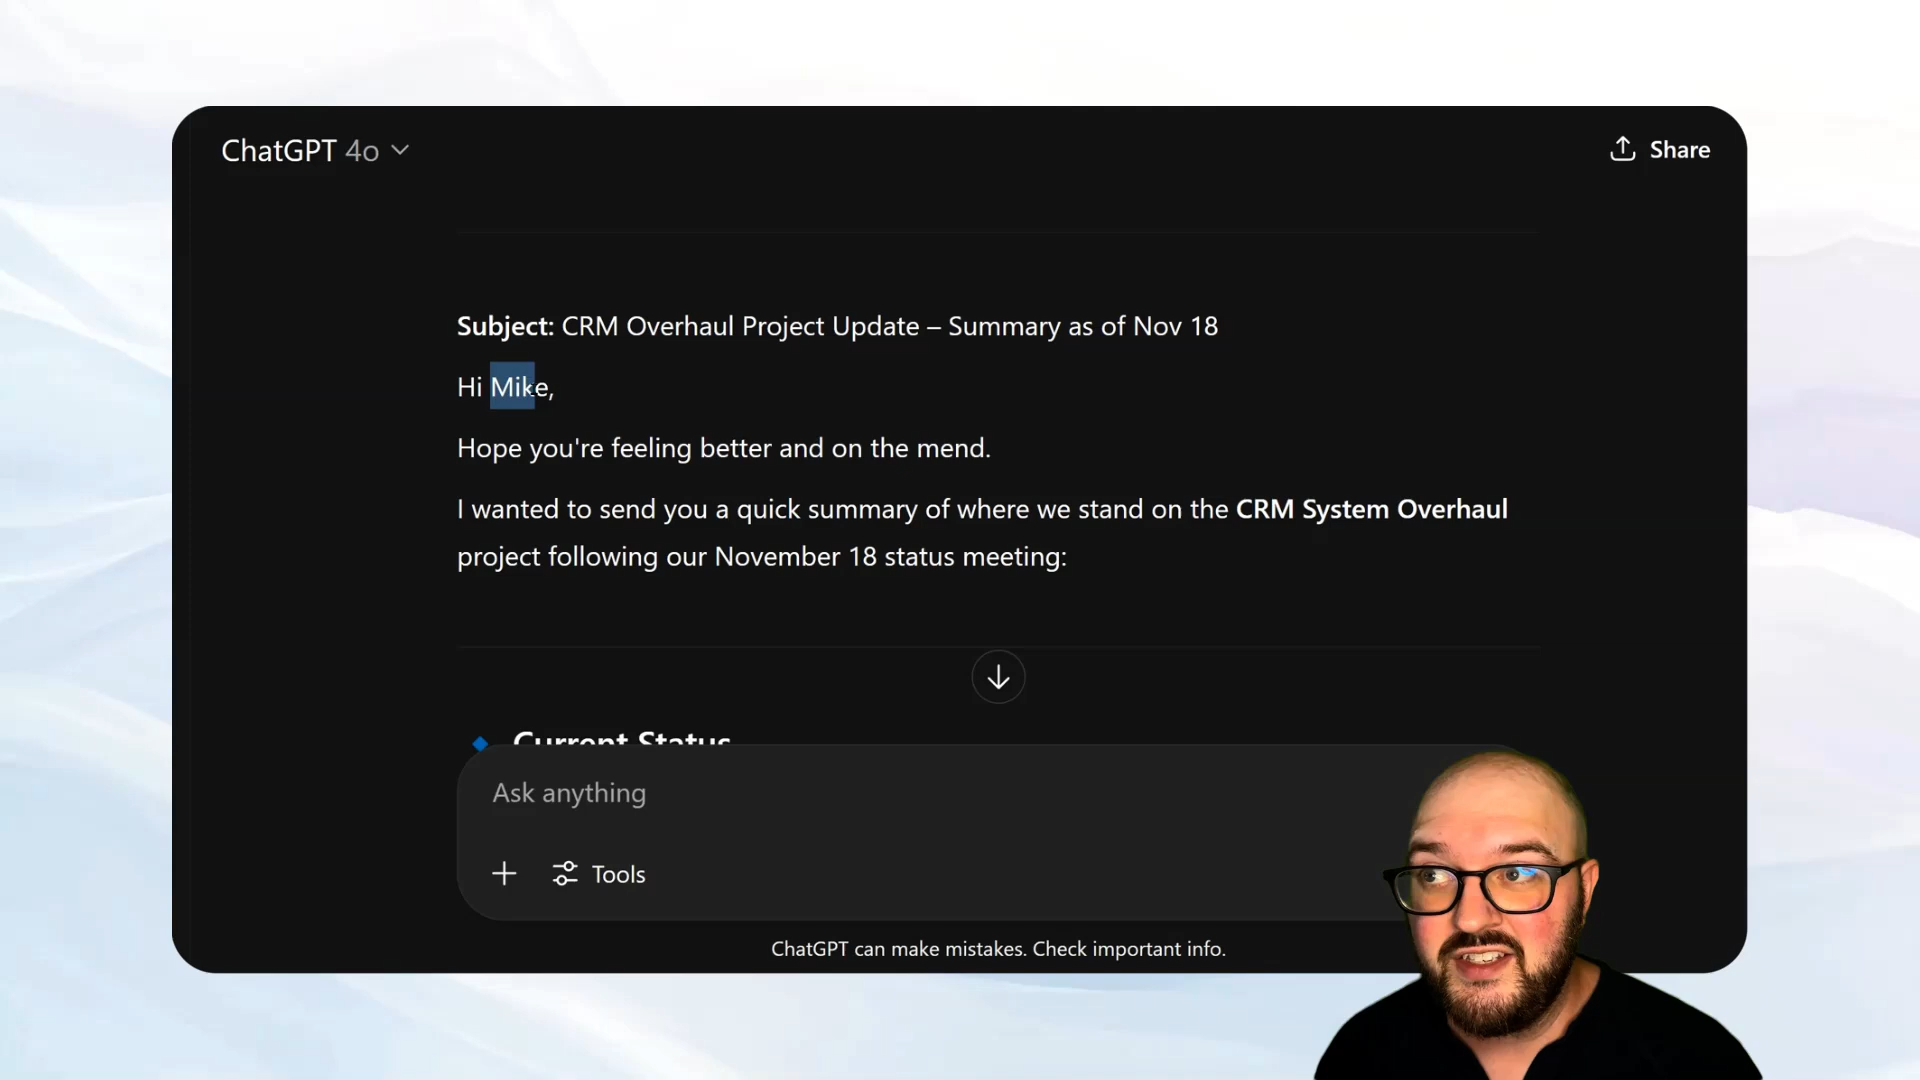 ChatGPT 4o
Share
Subject: CRM Overhaul Project Update – Summary as of Nov 18
Hi Mike,
Hope you're feeling better and on the mend.
I wanted to send you a quick summary of where we stand on the CRM System Overhaul
project following our November 18 status meeting:
Current Status
Ask anything
Tools
ChatGPT can make mistakes. Check important info.